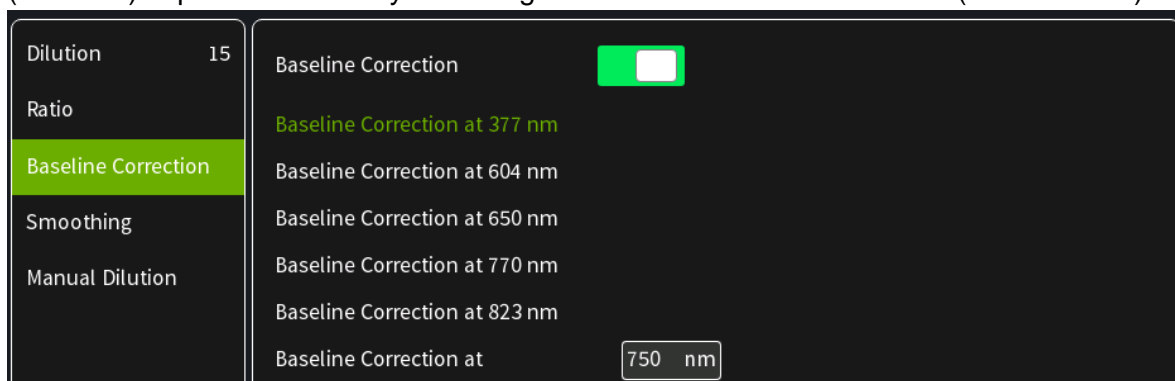 Dilution 15
Ratio
Baseline Correction
Smoothing
Manual Dilution
Baseline Correction
Baseline Correction at 377 nm
Baseline Correction at 604 nm
Baseline Correction at 650 nm
Baseline Correction at 770 nm
Baseline Correction at 823 nm
Baseline Correction at 750 nm